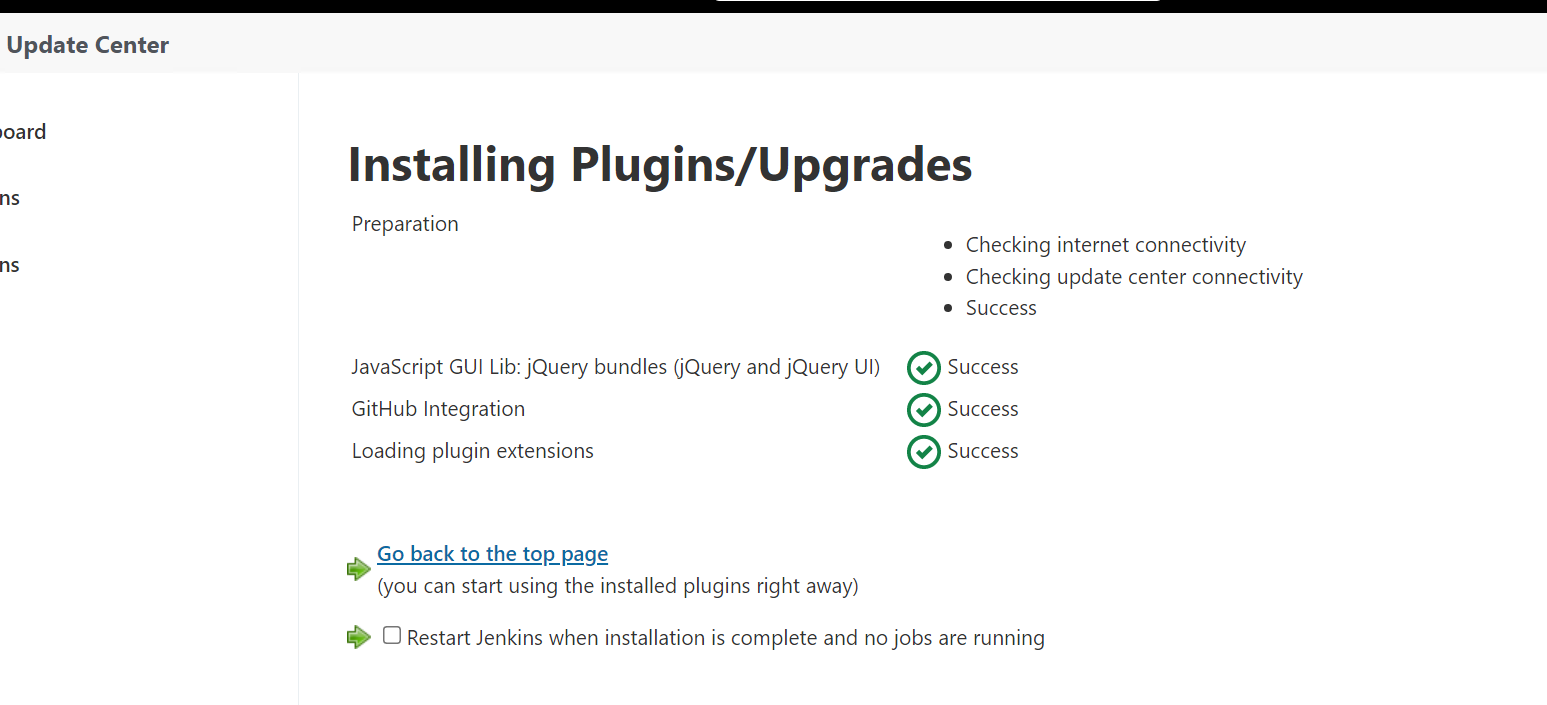 Update Center
board
ns
ns
Installing Plugins/Upgrades
Preparation
Checking internet connectivity
Checking update center connectivity
Success
JavaScript GUI Lib: jQuery bundles (jQuery and jQuery UI) Success
GitHub Integration Success
Loading plugin extensions Success
Go back to the top page
(you can start using the installed plugins right away)
Restart Jenkins when installation is complete and no jobs are running